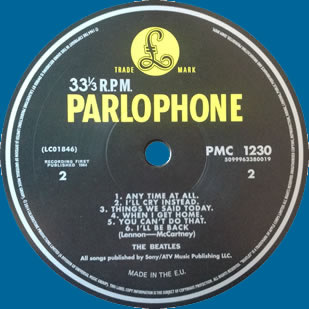 TRADE MARK
33⅓ R.P.M.
PARLOPHONE
(LC01846)
PMC 1230
5099963380019
RECORDING FIRST
PUBLISHED 1964
2
2
1. ANY TIME AT ALL.
2. I'LL CRY INSTEAD.
3. THINGS WE SAID TODAY.
4. WHEN I GET HOME.
5. YOU CAN'T DO THAT.
6. I'LL BE BACK
(Lennon—McCartney)
THE BEATLES
All songs published by Sony/ATV Music Publishing LLC.
MADE IN THE E.U.